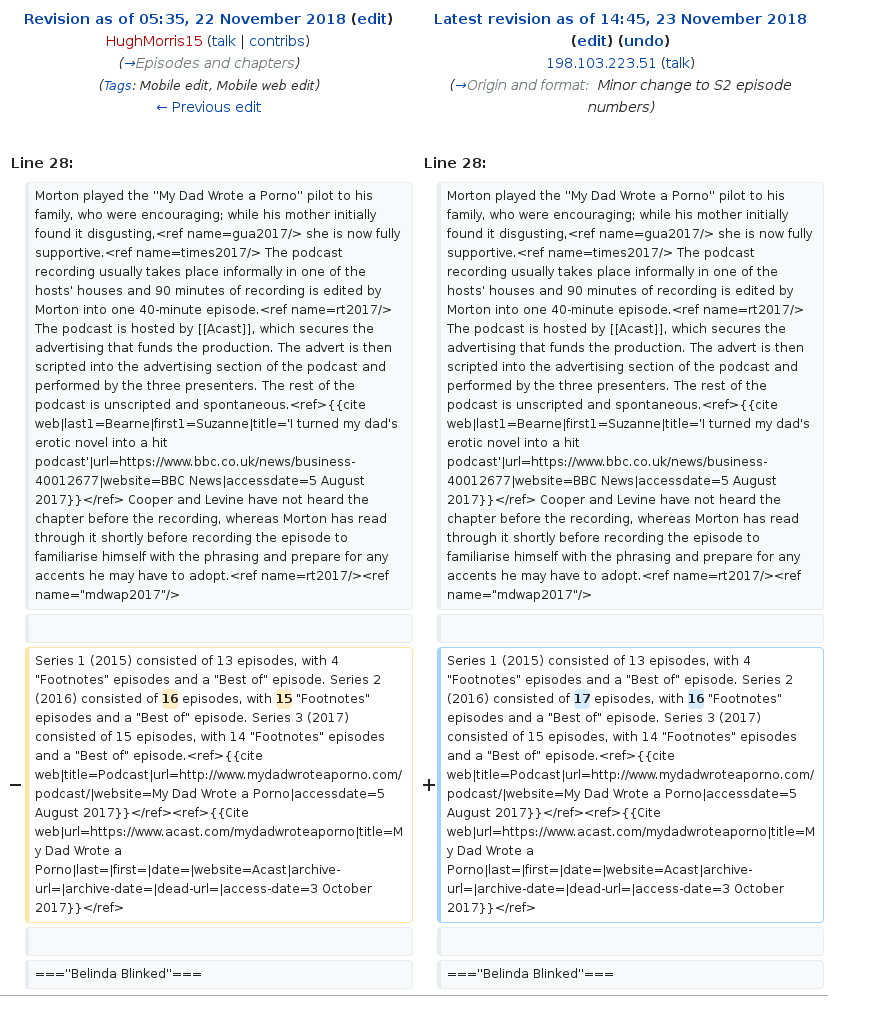 Revision as of 05:35, 22 November 2018 (edit)
HughMorris15 (talk | contribs)
(→Episodes and chapters)
(Tags: Mobile edit, Mobile web edit)
← Previous edit
Latest revision as of 14:45, 23 November 2018
(edit) (undo)
198.103.223.51 (talk)
(→Origin and format: Minor change to S2 episode
numbers)
Line 28:
Morton played the ''My Dad Wrote a Porno'' pilot to his
family, who were encouraging; while his mother initially
found it disgusting,<ref name=gua2017/> she is now fully
supportive.<ref name=times2017/> The podcast
recording usually takes place informally in one of the
hosts' houses and 90 minutes of recording is edited by
Morton into one 40-minute episode.<ref name=rt2017/>
The podcast is hosted by [[Acast]], which secures the
advertising that funds the production. The advert is then
scripted into the advertising section of the podcast and
performed by the three presenters. The rest of the
podcast is unscripted and spontaneous.<ref>{{cite
web|last1=Bearne|first1=Suzanne|title='I turned my dad's
erotic novel into a hit
podcast'|url=https://www.bbc.co.uk/news/business-
40012677|website=BBC News|accessdate=5 August
2017}}</ref> Cooper and Levine have not heard the
chapter before the recording, whereas Morton has read
through it shortly before recording the episode to
familiarise himself with the phrasing and prepare for any
accents he may have to adopt.<ref name=rt2017/><ref
name="mdwap2017"/>
Line 28:
Morton played the ''My Dad Wrote a Porno'' pilot to his
family, who were encouraging; while his mother initially
found it disgusting,<ref name=gua2017/> she is now fully
supportive.<ref name=times2017/> The podcast
recording usually takes place informally in one of the
hosts' houses and 90 minutes of recording is edited by
Morton into one 40-minute episode.<ref name=rt2017/>
The podcast is hosted by [[Acast]], which secures the
advertising that funds the production. The advert is then
scripted into the advertising section of the podcast and
performed by the three presenters. The rest of the
podcast is unscripted and spontaneous.<ref>{{cite
web|last1=Bearne|first1=Suzanne|title='I turned my dad's
erotic novel into a hit
podcast'|url=https://www.bbc.co.uk/news/business-
40012677|website=BBC News|accessdate=5 August
2017}}</ref> Cooper and Levine have not heard the
chapter before the recording, whereas Morton has read
through it shortly before recording the episode to
familiarise himself with the phrasing and prepare for any
accents he may have to adopt.<ref name=rt2017/><ref
name="mdwap2017"/>
−
Series 1 (2015) consisted of 13 episodes, with 4
"Footnotes" episodes and a "Best of" episode. Series 2
(2016) consisted of 16 episodes, with 15 "Footnotes"
episodes and a "Best of" episode. Series 3 (2017)
consisted of 15 episodes, with 14 "Footnotes" episodes
and a "Best of" episode.<ref>{{cite
web|title=Podcast|url=http://www.mydadwroteaporno.com/
podcast/|website=My Dad Wrote a Porno|accessdate=5
August 2017}}</ref><ref>{{Cite
web|url=https://www.acast.com/mydadwroteaporno|title=M
y Dad Wrote a
Porno|last=|first=|date=|website=Acast|archive-
url=|archive-date=|dead-url=|access-date=3 October
2017}}</ref>
+
Series 1 (2015) consisted of 13 episodes, with 4
"Footnotes" episodes and a "Best of" episode. Series 2
(2016) consisted of 17 episodes, with 16 "Footnotes"
episodes and a "Best of" episode. Series 3 (2017)
consisted of 15 episodes, with 14 "Footnotes" episodes
and a "Best of" episode.<ref>{{cite
web|title=Podcast|url=http://www.mydadwroteaporno.com/
podcast/|website=My Dad Wrote a Porno|accessdate=5
August 2017}}</ref><ref>{{Cite
web|url=https://www.acast.com/mydadwroteaporno|title=M
y Dad Wrote a
Porno|last=|first=|date=|website=Acast|archive-
url=|archive-date=|dead-url=|access-date=3 October
2017}}</ref>
===''Belinda Blinked''===
===''Belinda Blinked''===